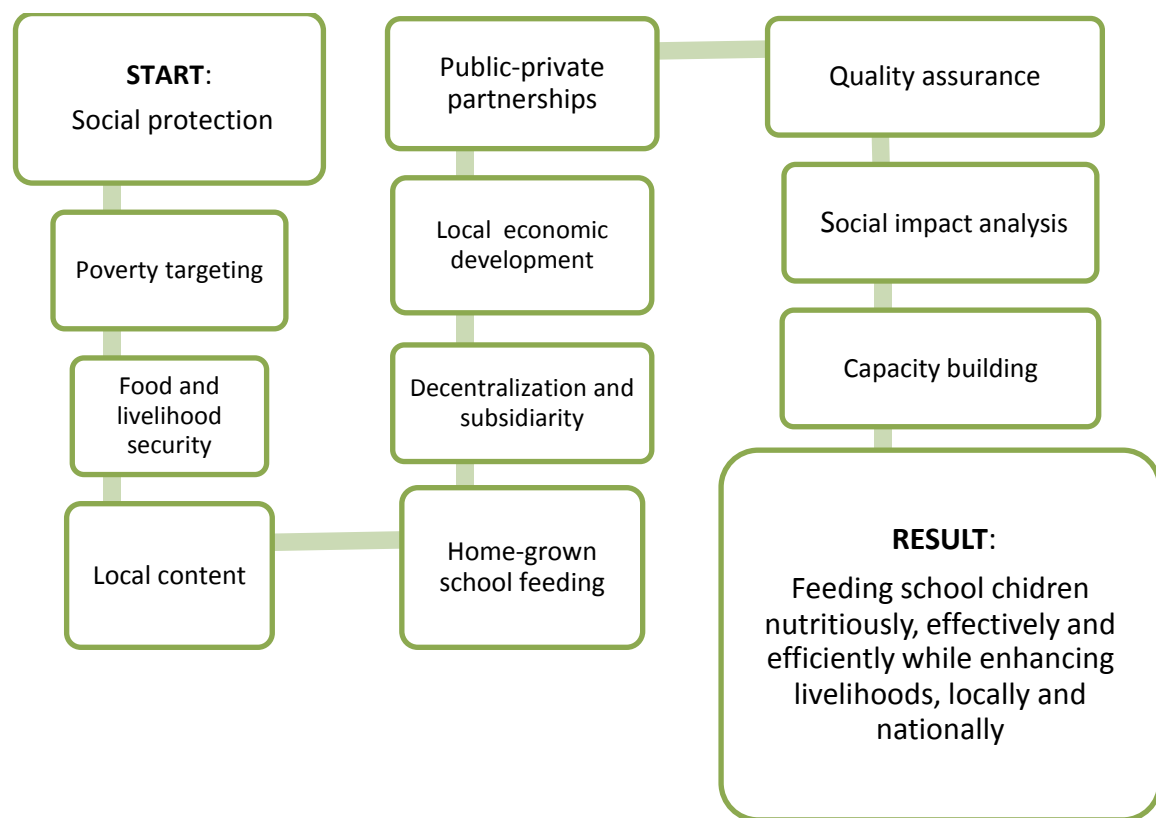 START:
Social protection
Poverty targeting
Food and
livelihood
security
Local content
Home-grown
school feeding
Decentralization and
subsidiarity
Local economic
development
Public-private
partnerships
Quality assurance
Social impact analysis
Capacity building
RESULT:
Feeding school chidren
nutritiously, effectively and
efficiently while enhancing
livelihoods, locally and
nationally